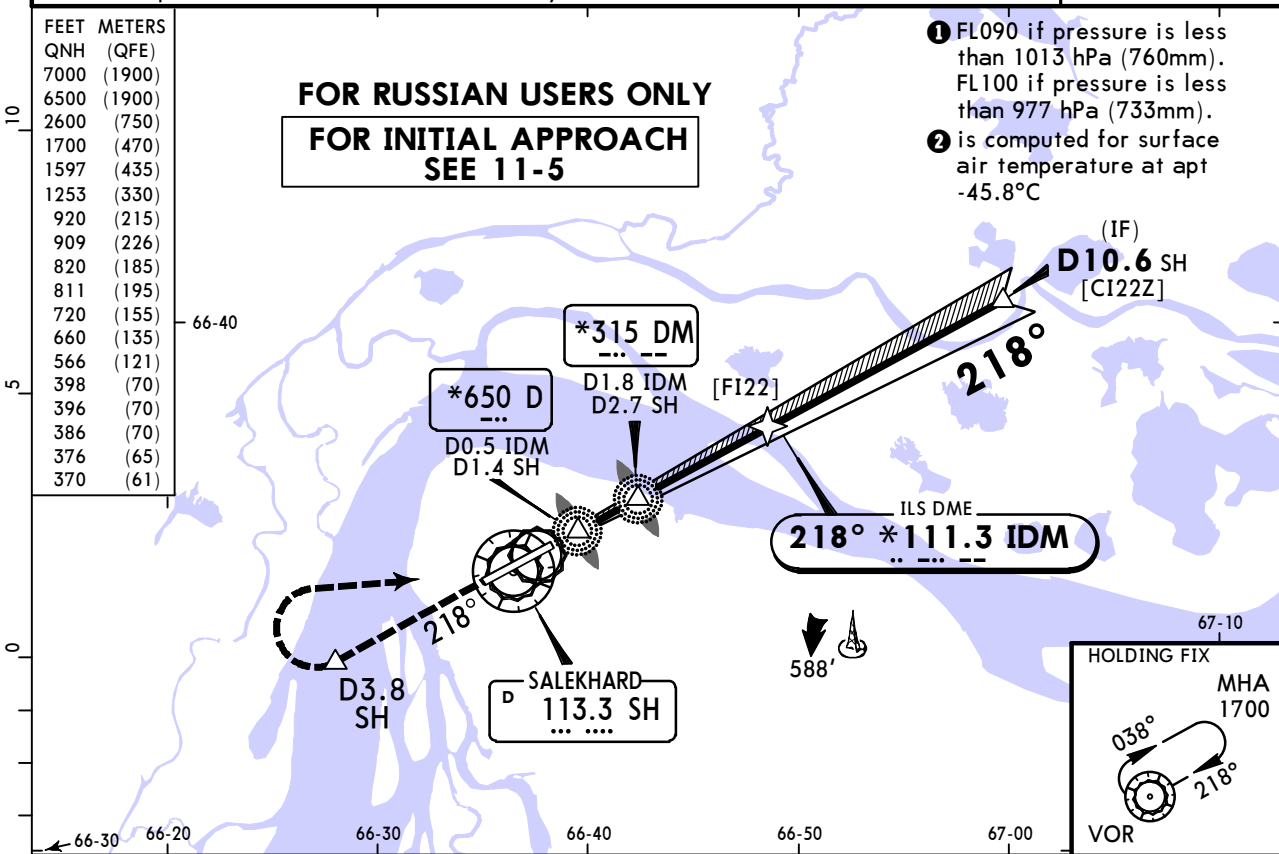 FEET METERS
QNH (QFE)
7000 (1900)
6500 (1900)
2600 (750)
1700 (470)
1597 (435)
1253 (330)
920 (215)
909 (226)
820 (185)
811 (195)
720 (155)
660 (135)
566 (121)
398 (70)
396 (70)
386 (70)
376 (65)
370 (61)
10
5
0
FOR RUSSIAN USERS ONLY
FOR INITIAL APPROACH
SEE 11-5
1 FL090 if pressure is less
than 1013 hPa (760mm).
FL100 if pressure is less
than 977 hPa (733mm).
2 is computed for surface
air temperature at apt
-45.8°C
(IF)
D10.6 SH
[CI22Z]
218°
66-40
*315 DM
D1.8 IDM
D2.7 SH
[FI22]
*650 D
D0.5 IDM
D1.4 SH
ILS DME
218° *111.3 IDM
218°
D3.8
SH
SALEKHARD
D 113.3 SH
588'
67-10
HOLDING FIX
MHA
1700
038°
218°
VOR
66-30
66-20
66-30
66-40
66-50
67-00